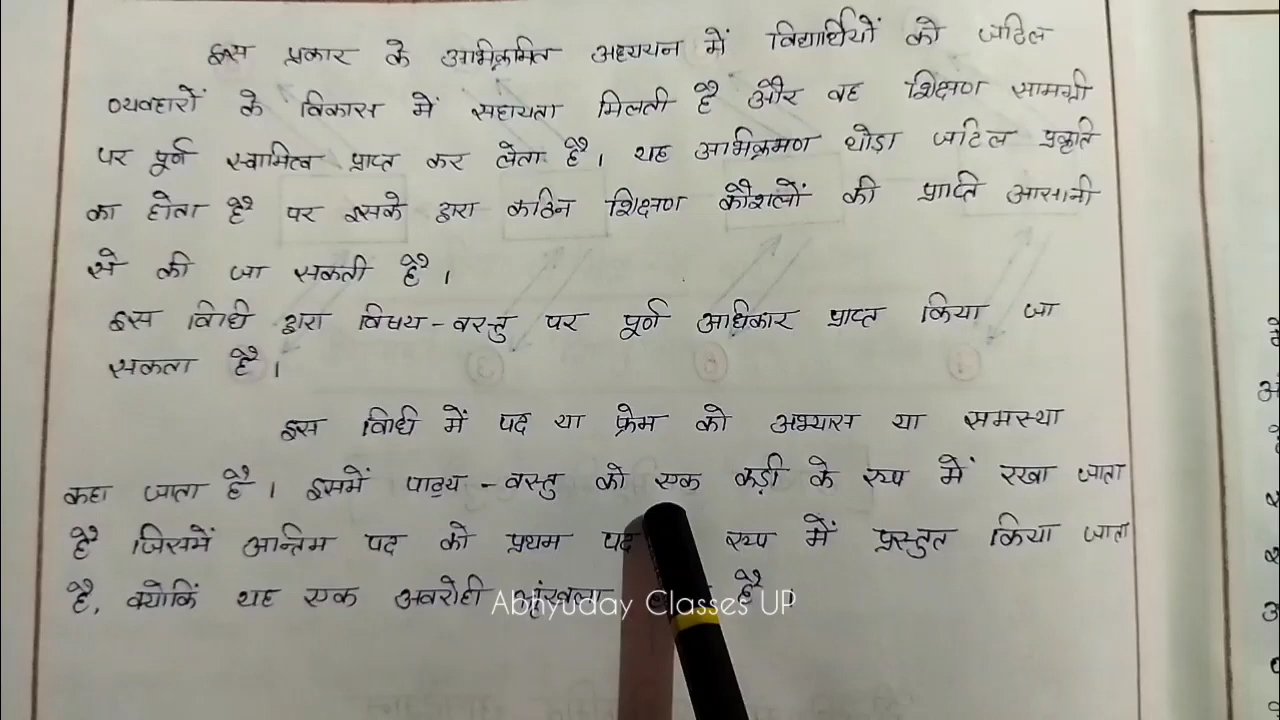 इस प्रकार के अभिक्रमित अध्ययन में विद्यार्थियों को जटिल
व्यवहारों के विकास में सहायता मिलती है और वह शिक्षण सामग्री
पर पूर्ण स्वामित्व प्राप्त कर लेता है। यह अभिक्रमण थोड़ा जटिल प्रकृति
का होता है पर इसके द्वारा कठिन शिक्षण कौशलों की प्राप्ति आसानी
से की जा सकती है।
इस विधि द्वारा विषय-वस्तु पर पूर्ण अधिकार प्राप्त किया जा
सकता है।
इस विधि में पद या फ्रेम को अभ्यास या समस्या
कहा जाता है। इसमें पाठ्य-वस्तु को एक कड़ी के रूप में रखा जाता
है जिसमें अन्तिम पद को प्रथम पद रूप में प्रस्तुत किया जाता
है, क्योकिं यह एक अवरोही श्रृंखला है।
Abhyuday Classes UP